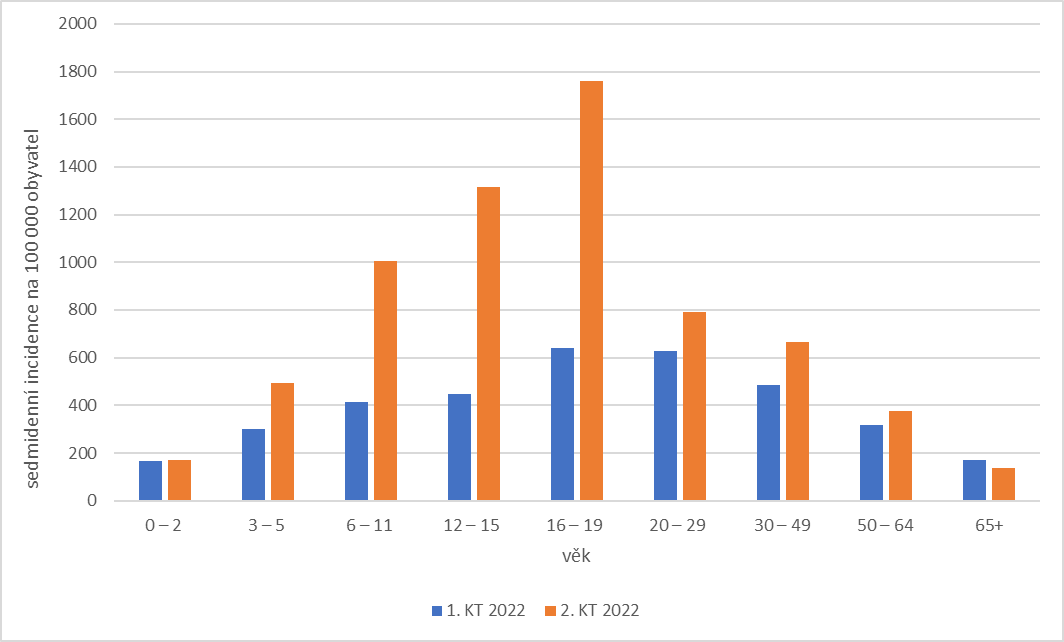 2000
1800
1600
1400
1200
1000
800
600
400
200
0
sedmidenní incidence na 100 000 obyvatel
0 – 2 3 – 5 6 – 11 12 – 15 16 – 19 20 – 29 30 – 49 50 – 64 65+
věk
1. KT 2022 2. KT 2022